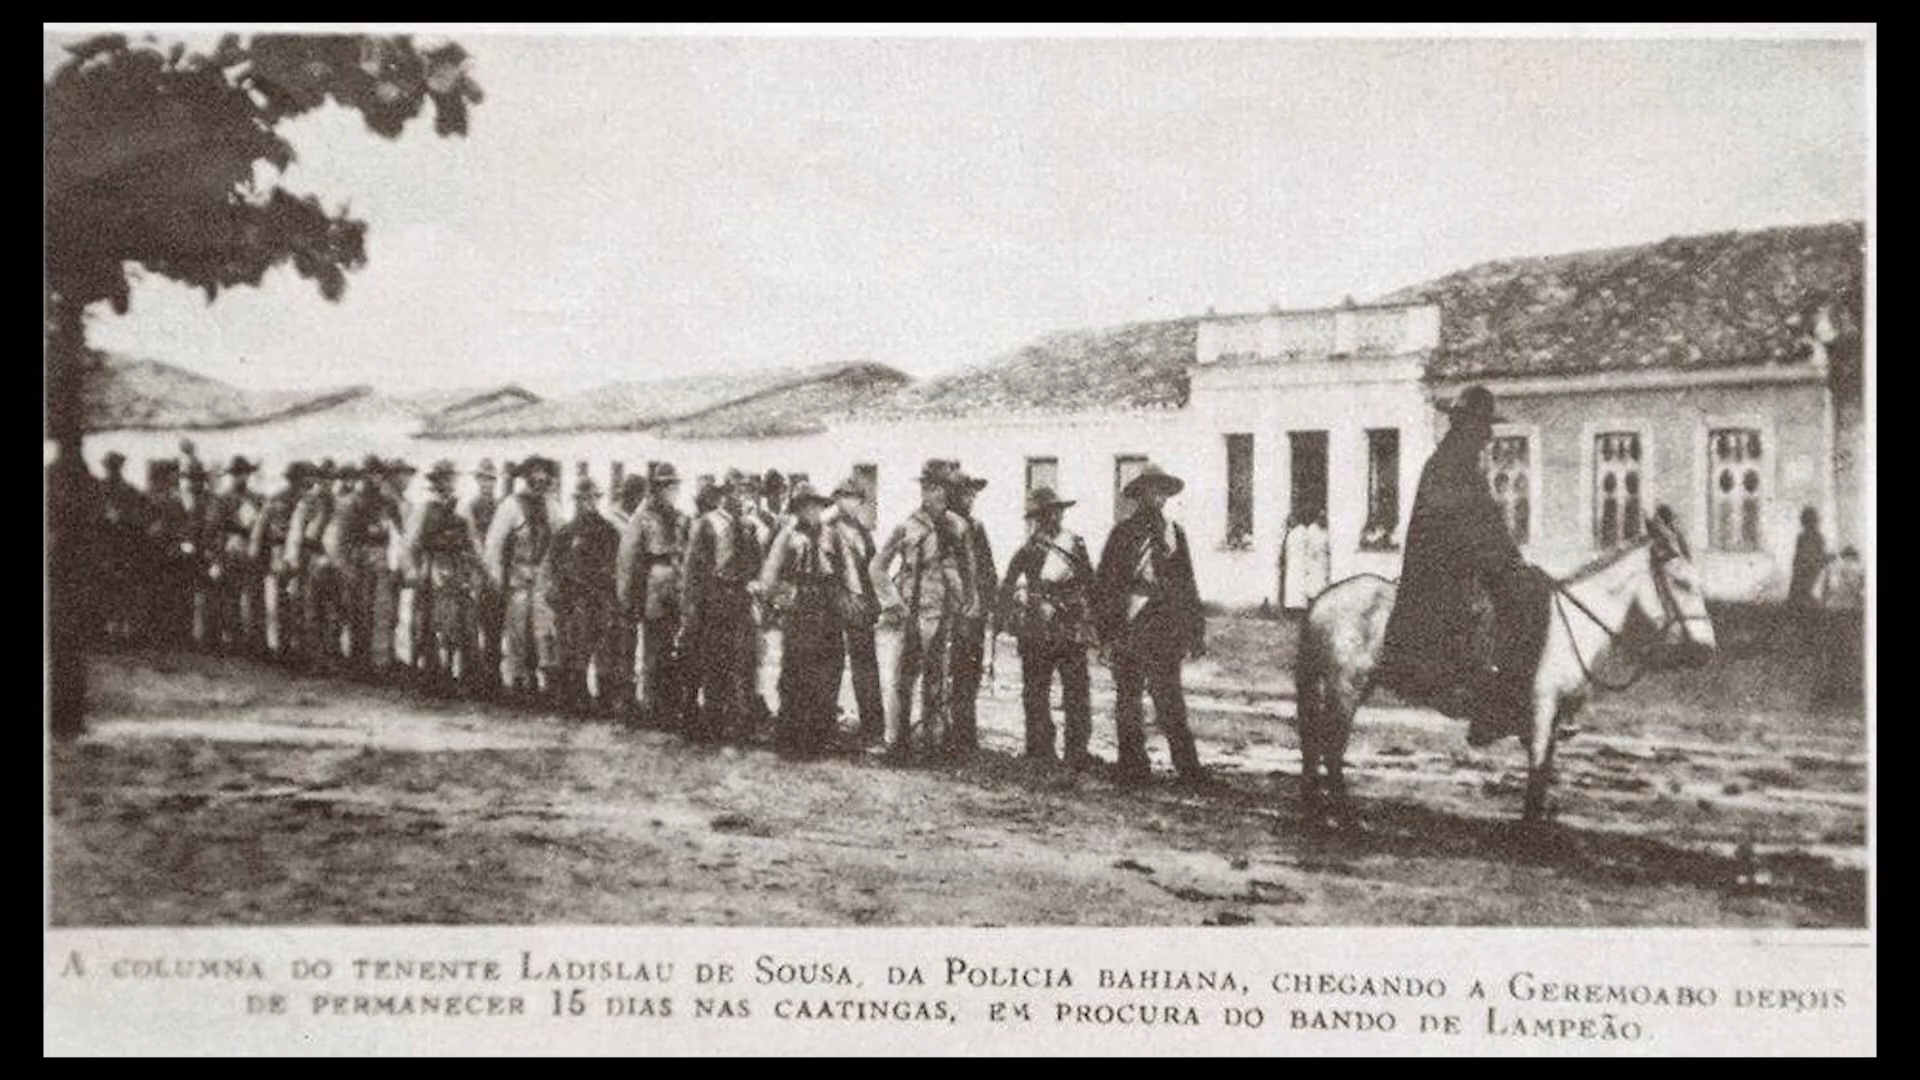 A COLUMNA DO TENENTE LADISLAU DE SOUSA, DA POLICIA BAHIANA, CHEGANDO A GEREMOABO DEPOIS
DE PERMANECER 15 DIAS NAS CAATINGAS, EM PROCURA DO BANDO DE LAMPEÃO.